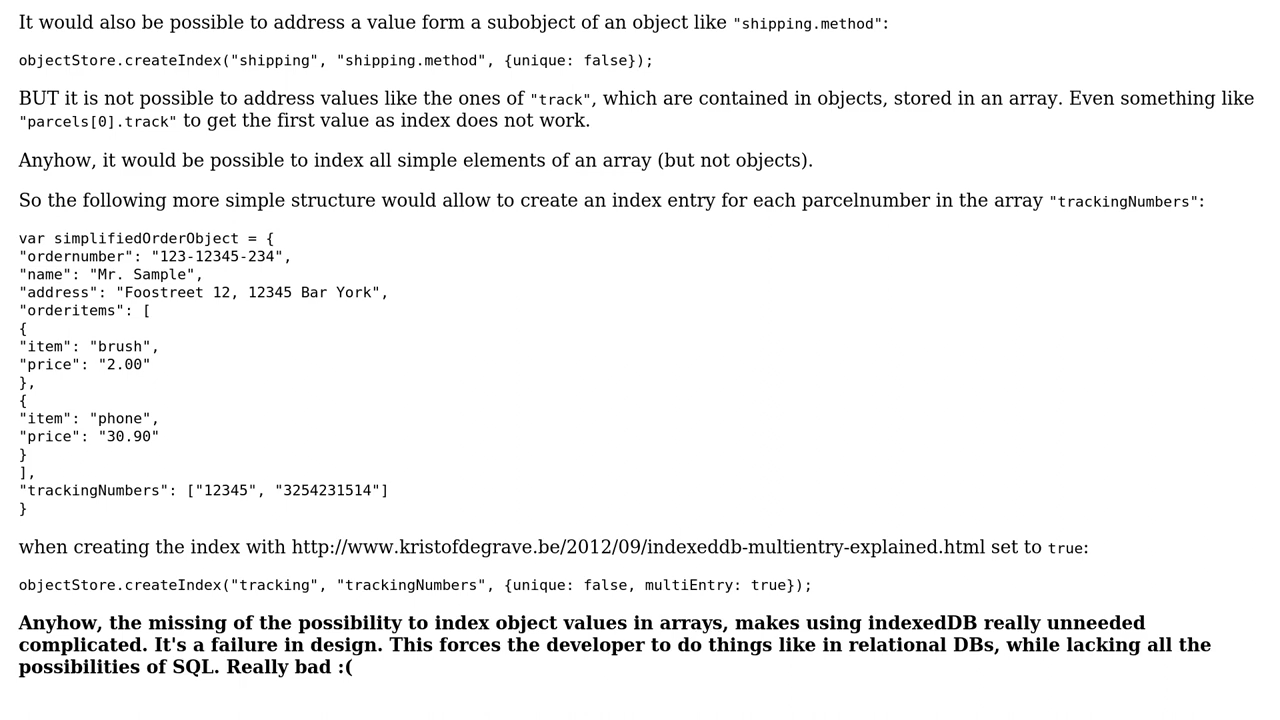 It would also be possible to address a value form a subobject of an object like "shipping.method":
objectStore.createIndex("shipping", "shipping.method", {unique: false});
BUT it is not possible to address values like the ones of "track", which are contained in objects, stored in an array. Even something like
"parcels[0].track" to get the first value as index does not work.
Anyhow, it would be possible to index all simple elements of an array (but not objects).
So the following more simple structure would allow to create an index entry for each parcelnumber in the array "trackingNumbers":
var simplifiedOrderObject = {
"ordernumber": "123-12345-234",
"name": "Mr. Sample",
"address": "Foostreet 12, 12345 Bar York",
"orderitems": [
{
"item": "brush",
"price": "2.00"
},
{
"item": "phone",
"price": "30.90"
}
],
"trackingNumbers": ["12345", "3254231514"]
}
when creating the index with http://www.kristofdegrave.be/2012/09/indexeddb-multientry-explained.html set to true:
objectStore.createIndex("tracking", "trackingNumbers", {unique: false, multiEntry: true});
Anyhow, the missing of the possibility to index object values in arrays, makes using indexedDB really unneeded
complicated. It's a failure in design. This forces the developer to do things like in relational DBs, while lacking all the
possibilities of SQL. Really bad :(